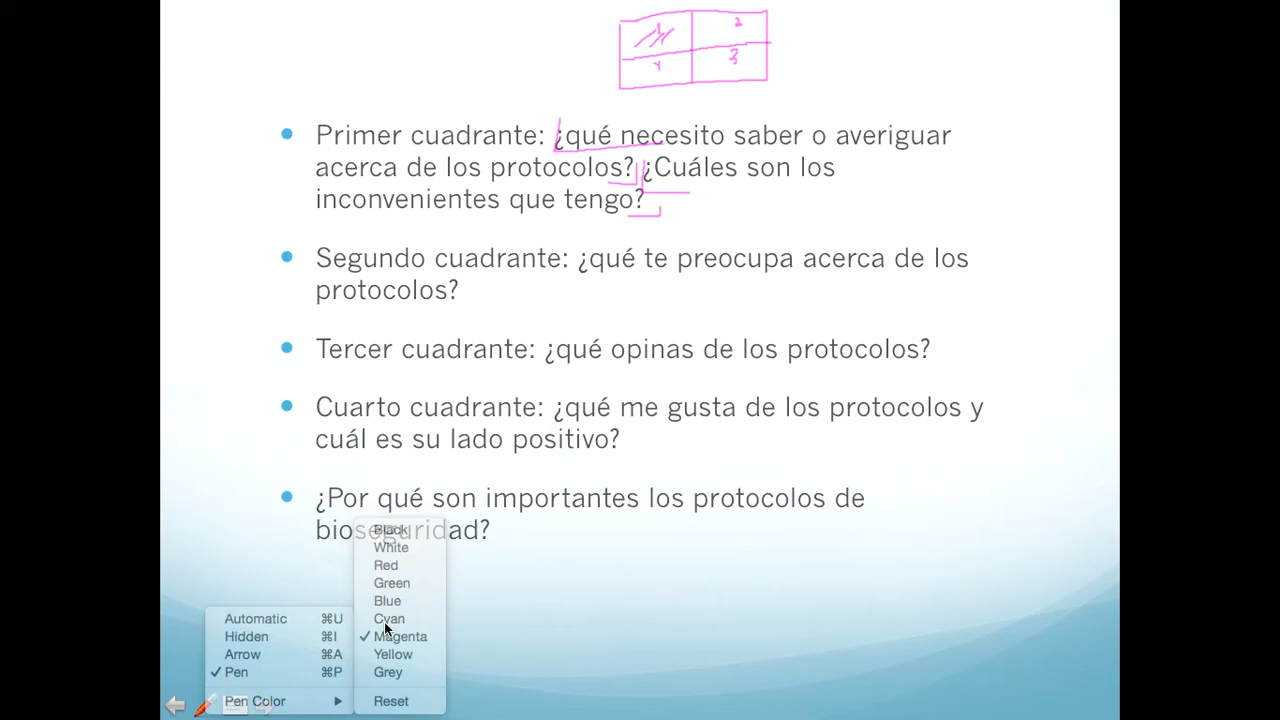 1 2
4 3
Primer cuadrante: ¿qué necesito saber o averiguar
acerca de los protocolos? ¿Cuáles son los
inconvenientes que tengo?
Segundo cuadrante: ¿qué te preocupa acerca de los
protocolos?
Tercer cuadrante: ¿qué opinas de los protocolos?
Cuarto cuadrante: ¿qué me gusta de los protocolos y
cuál es su lado positivo?
¿Por qué son importantes los protocolos de
bioseguridad?
Black
White
Red
Green
Blue
Cyan
✓ Magenta
Yellow
Grey
Reset
Automatic ⌘U
Hidden ⌘I
Arrow ⌘A
✓ Pen ⌘P
Pen Color